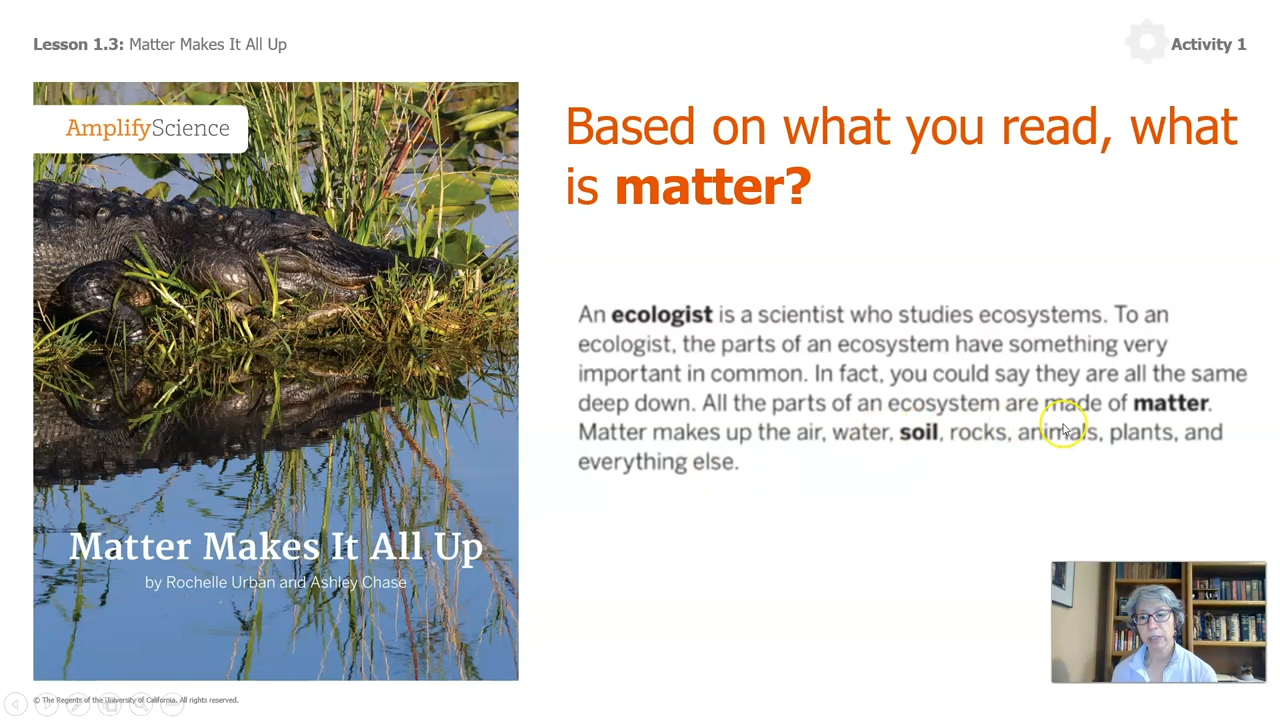 Lesson 1.3: Matter Makes It All Up
Activity 1
AmplifyScience
Matter Makes It All Up
by Rochelle Urban and Ashley Chase
Based on what you read, what
is matter?
An ecologist is a scientist who studies ecosystems. To an
ecologist, the parts of an ecosystem have something very
important in common. In fact, you could say they are all the same
deep down. All the parts of an ecosystem are made of matter.
Matter makes up the air, water, soil, rocks, animals, plants, and
everything else.
© The Regents of the University of California. All rights reserved.